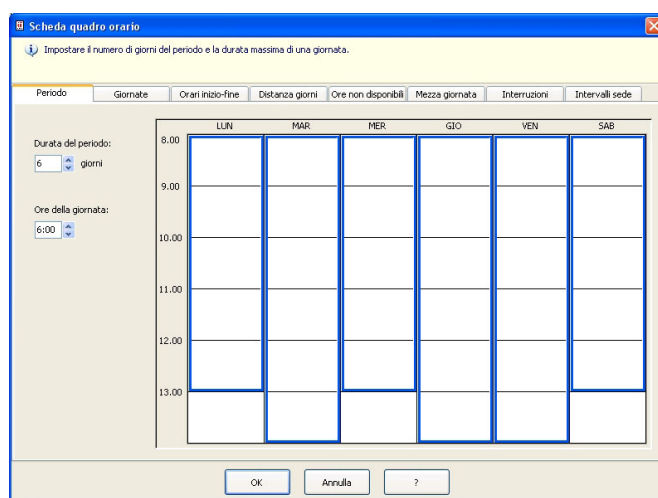 Scheda quadro orario
Impostare il numero di giorni del periodo e la durata massima di una giornata.
Periodo Giornate Orari inizio-fine Distanza giorni Ore non disponibili Mezza giornata Interruzioni Intervalli sede
LUN MAR MER GIO VEN SAB
Durata del periodo:
6 giorni
Ore della giornata:
6:00
8.00
9.00
10.00
11.00
12.00
13.00
OK Annulla ?